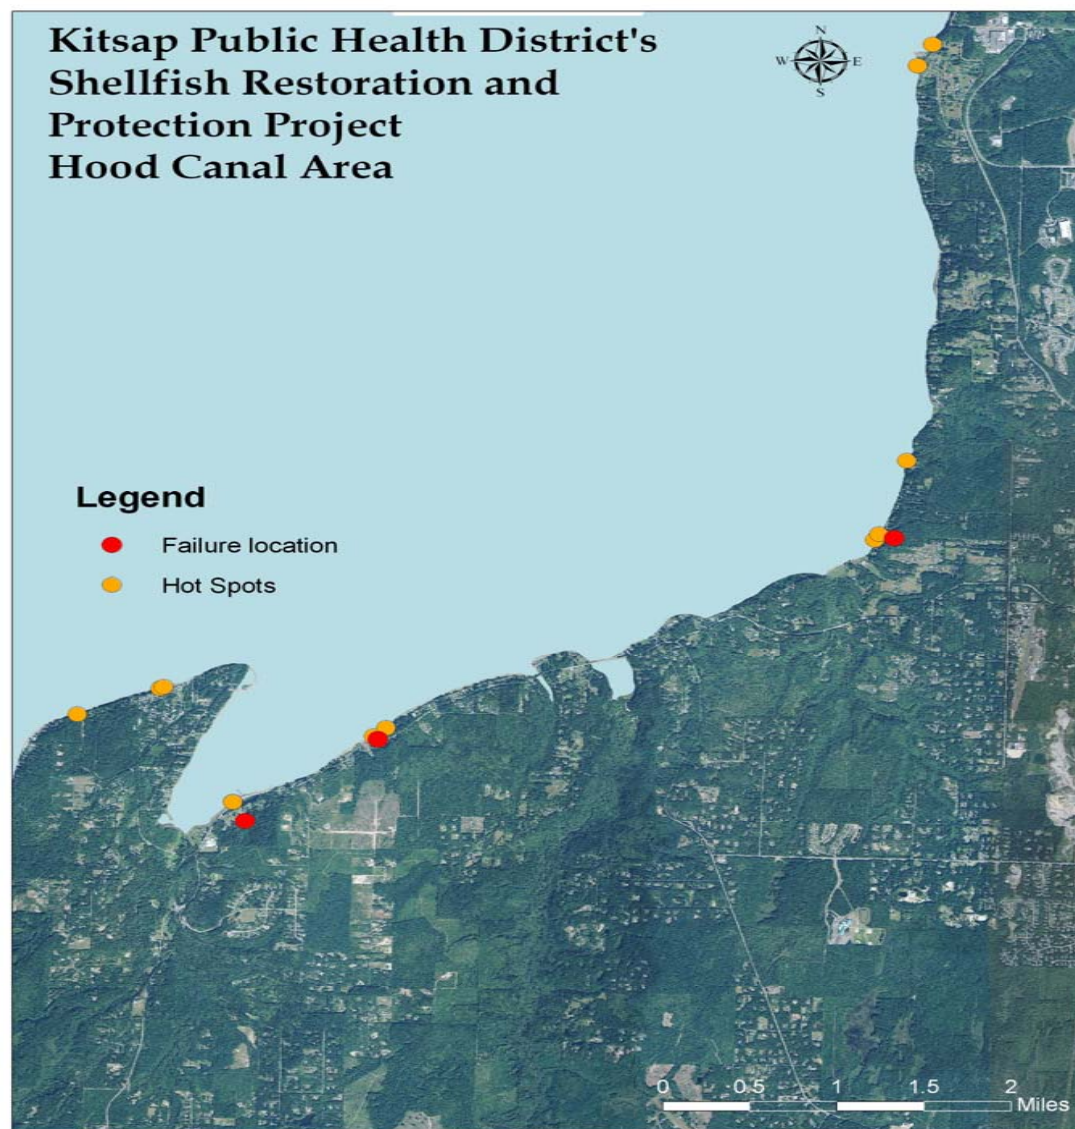 Kitsap Public Health District's
Shellfish Restoration and
Protection Project
Hood Canal Area
N
W E
S
Legend
Failure location
Hot Spots
0 0.5 1 1.5 2
Miles